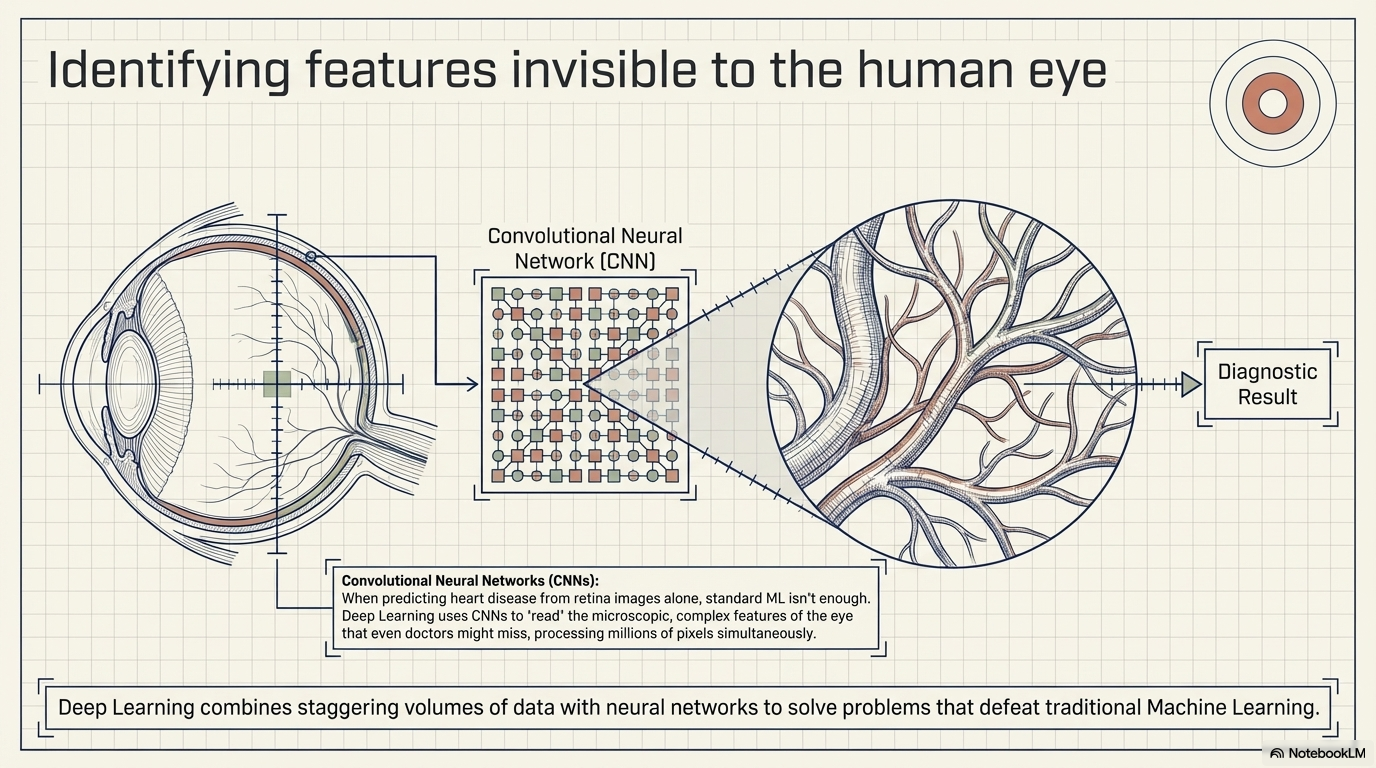 Identifying features invisible to the human eye
Convolutional Neural
Network (CNN)
Diagnostic
Result
Convolutional Neural Networks (CNNs):
When predicting heart disease from retina images alone, standard ML isn't enough.
Deep Learning uses CNNs to 'read' the microscopic, complex features of the eye
that even doctors might miss, processing millions of pixels simultaneously.
Deep Learning combines staggering volumes of data with neural networks to solve problems that defeat traditional Machine Learning.
NotebookLM